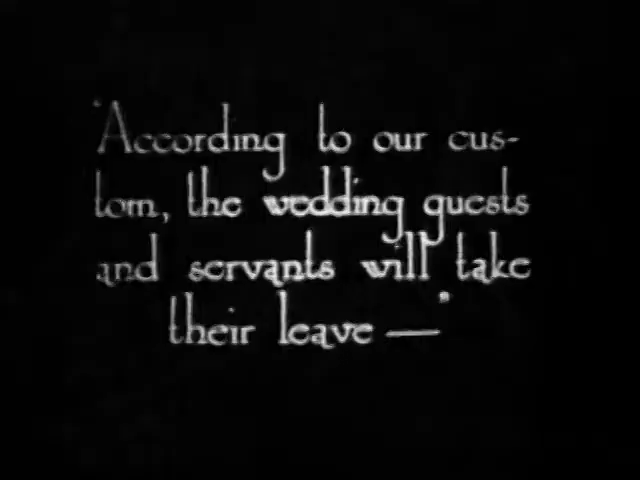 "According to our cus-
tom, the wedding guests
and servants will take
their leave —"